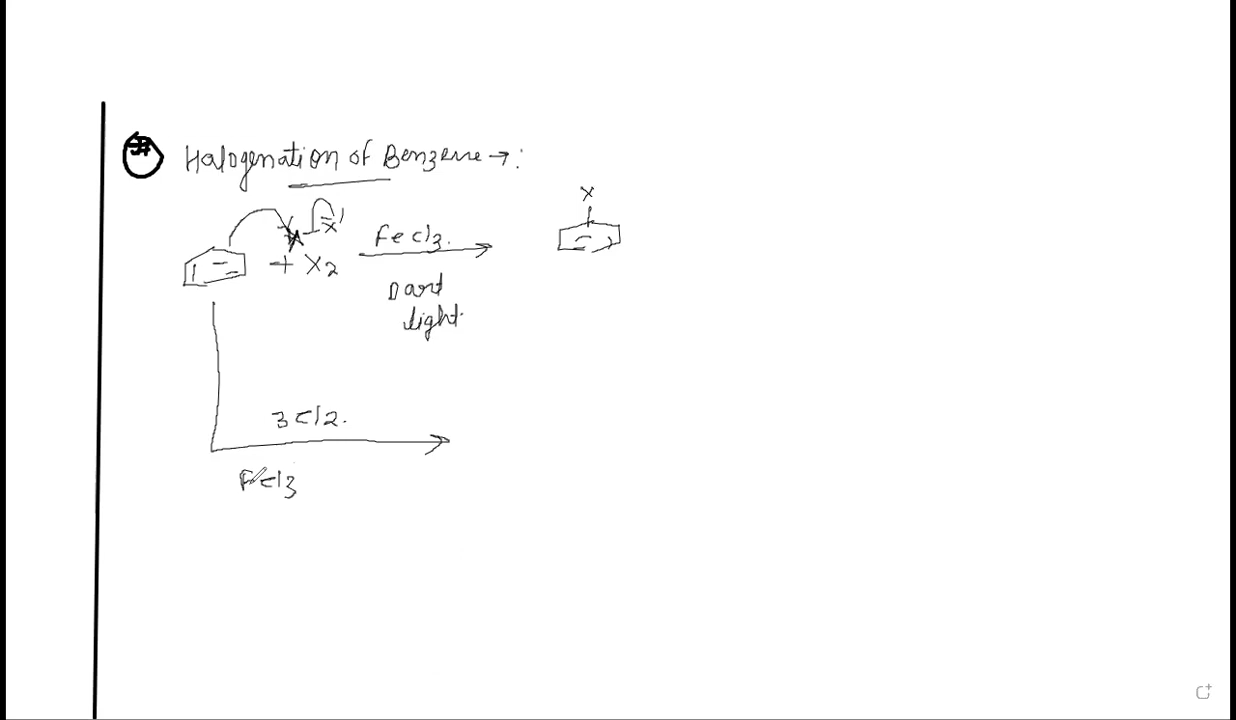 # Halogenation of Benzene → :
X
X X
+ X2 FeCl3.
Dark
light.
3Cl2.
FeCl3